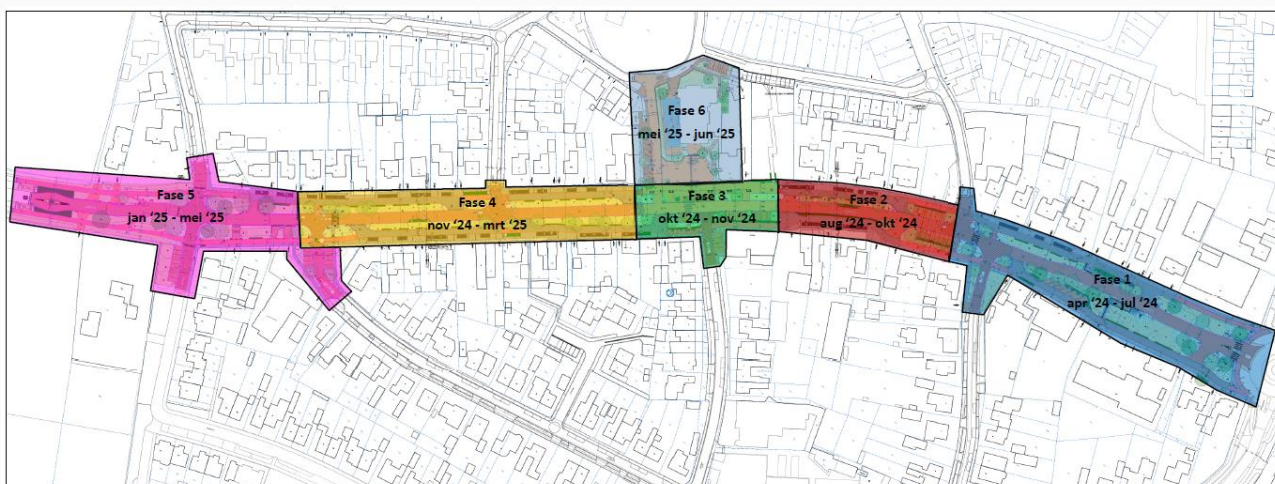 Fase 6
mei ‘25 - jun ‘25
Fase 5
jan ‘25 - mei ‘25
Fase 4
nov ‘24 - mrt ‘25
Fase 3
okt ‘24 - nov ‘24
Fase 2
aug ‘24 - okt ‘24
Fase 1
apr ‘24 - jul ‘24